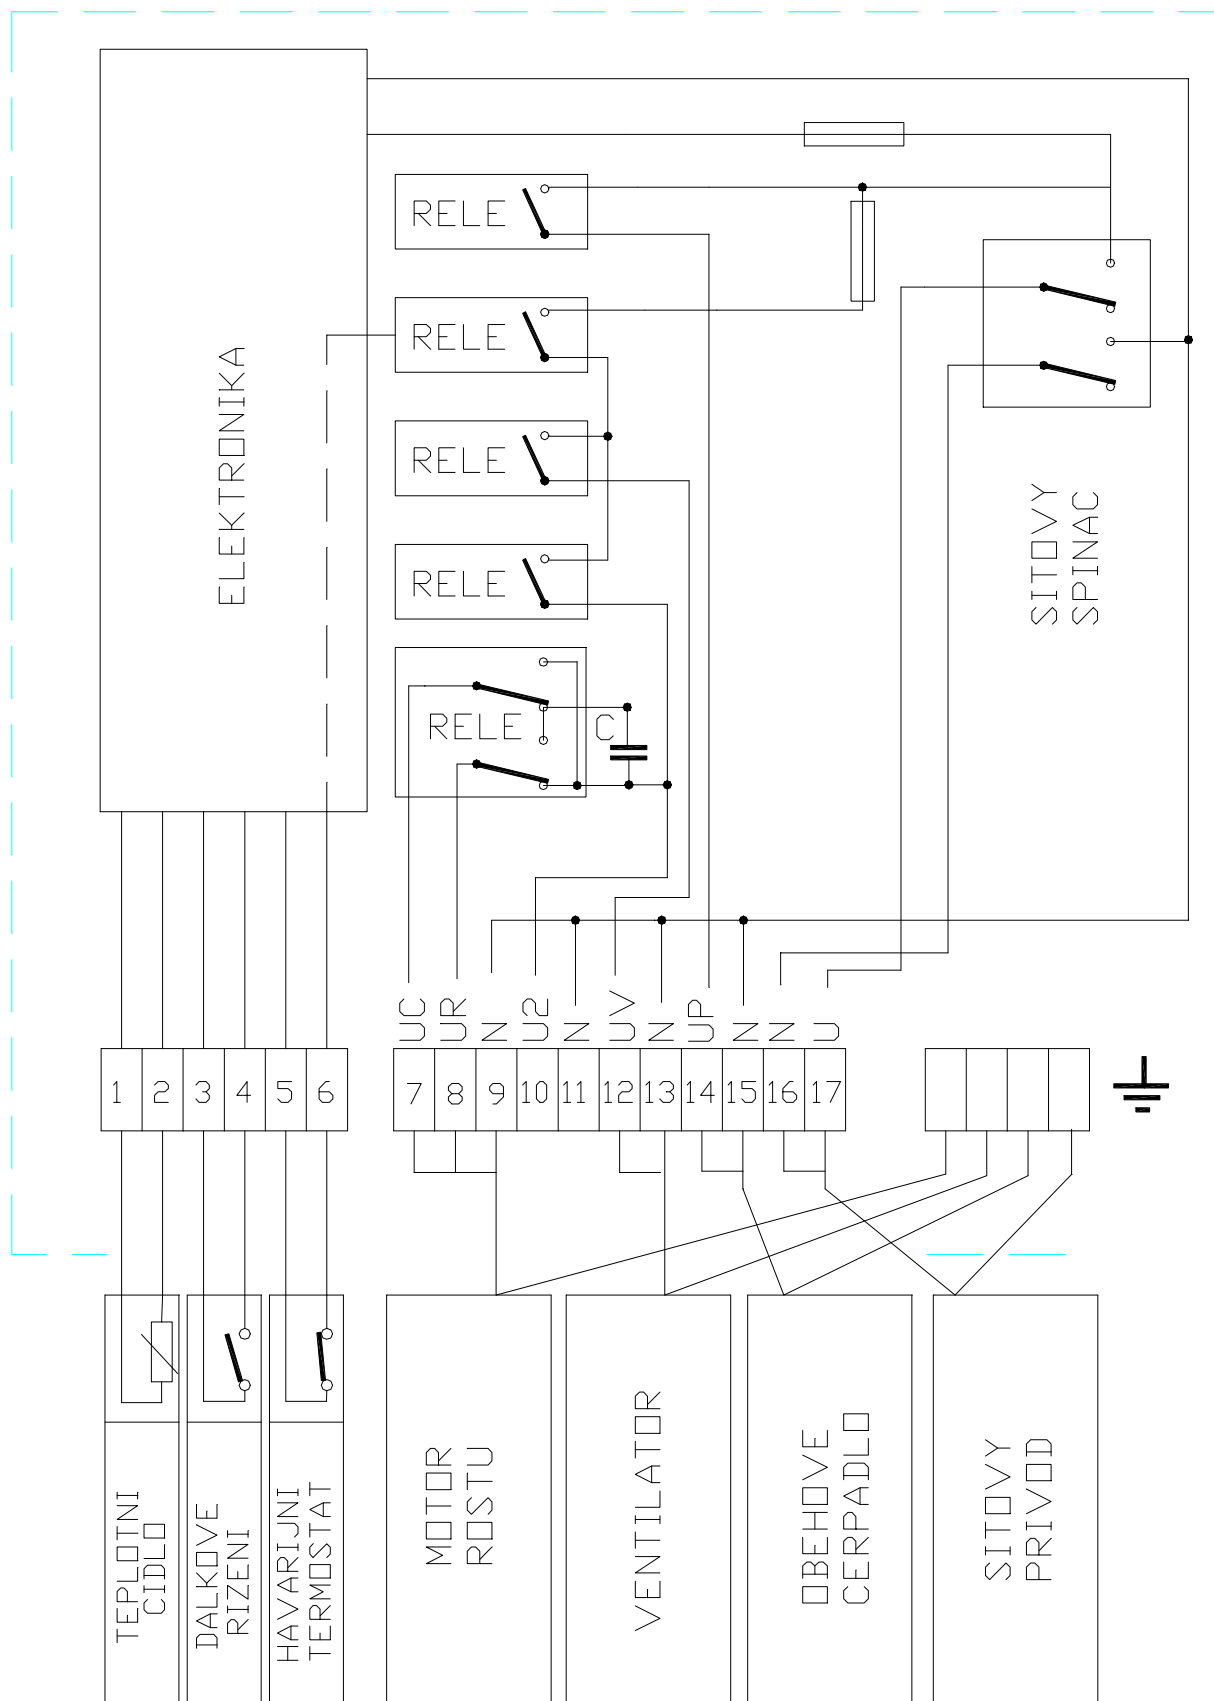 ELEKTRONIKA
RELE
RELE
RELE
RELE
RELE
C
SITOVY
SPINAC
UC
UR
N
U2
N
UV
N
UP
N
N
U
1 2 3 4 5 6 7 8 9 10 11 12 13 14 15 16 17
TEPLOTNI
CIDLO
DALKOVE
RIZENI
HAVARIJNI
TERMOSTAT
MOTOR
ROSTU
VENTILATOR
OBEHOVE
CERPADLO
SITOVY
PRIVOD